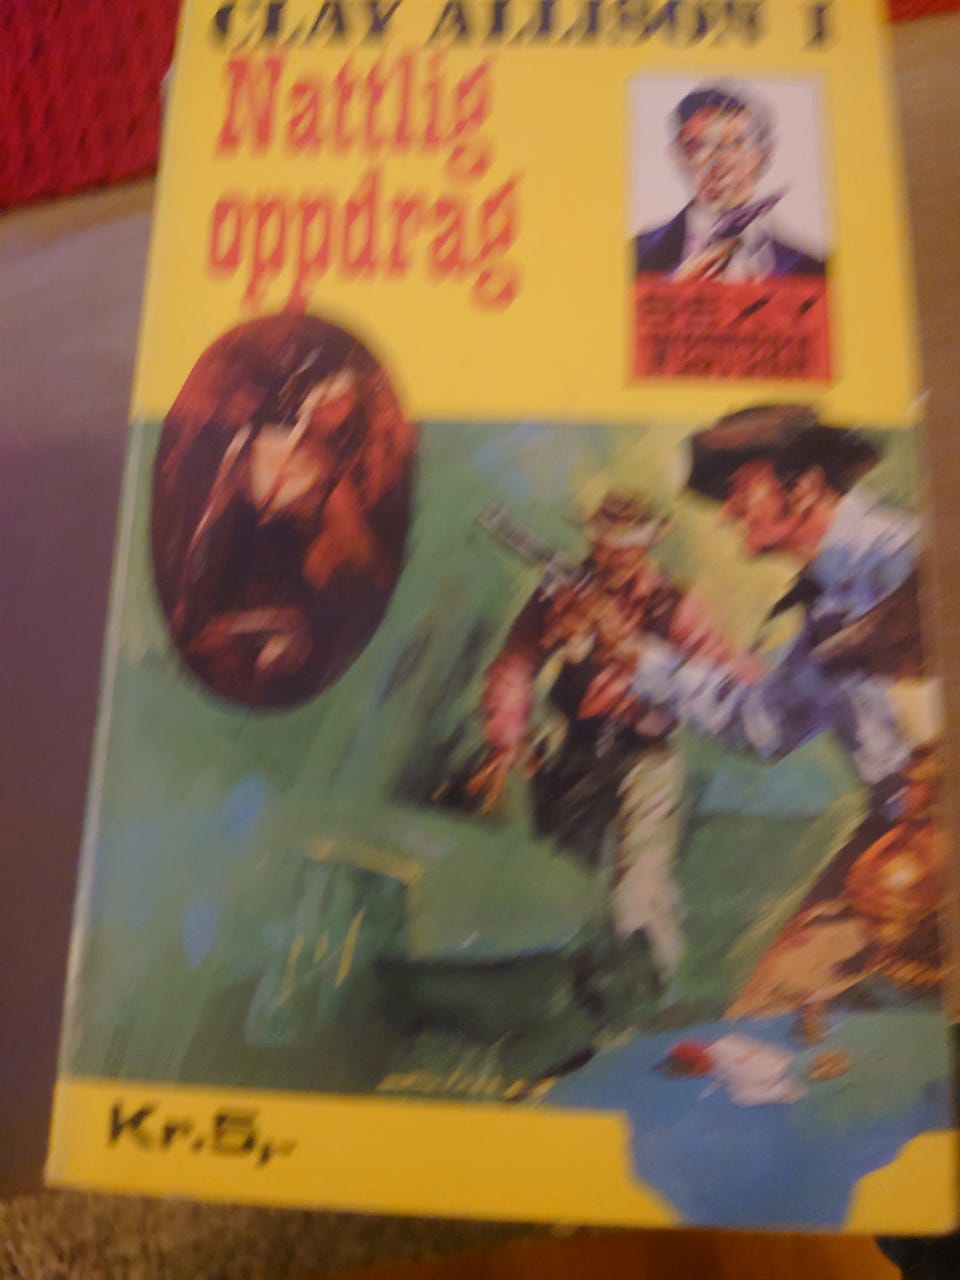 CLAY ALLISON 1
Nattlig
oppdrag
Kr.5,-